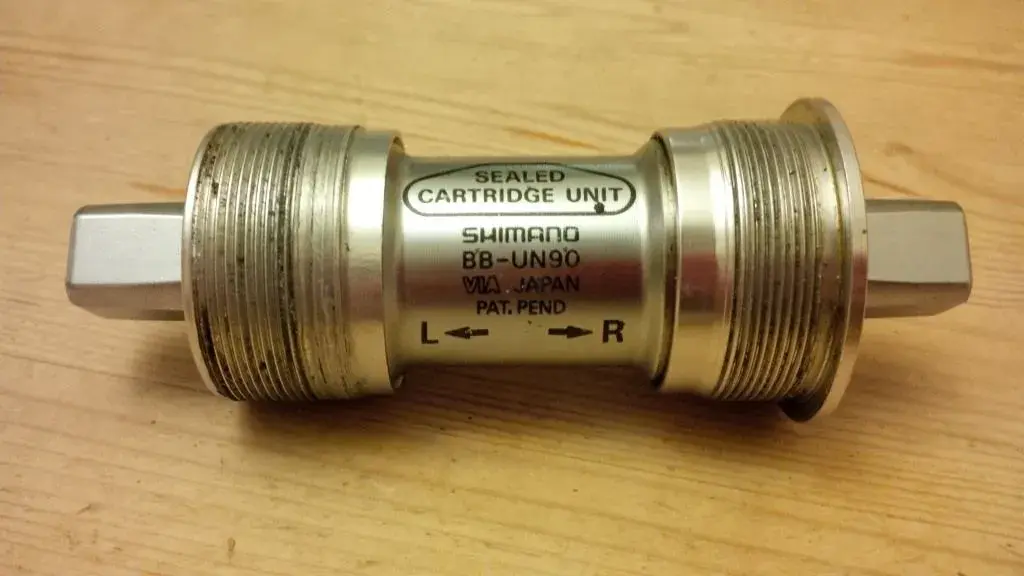 SEALED
CARTRIDGE UNIT
SHIMANO
BB-UN90
VIA JAPAN
PAT. PEND
L R